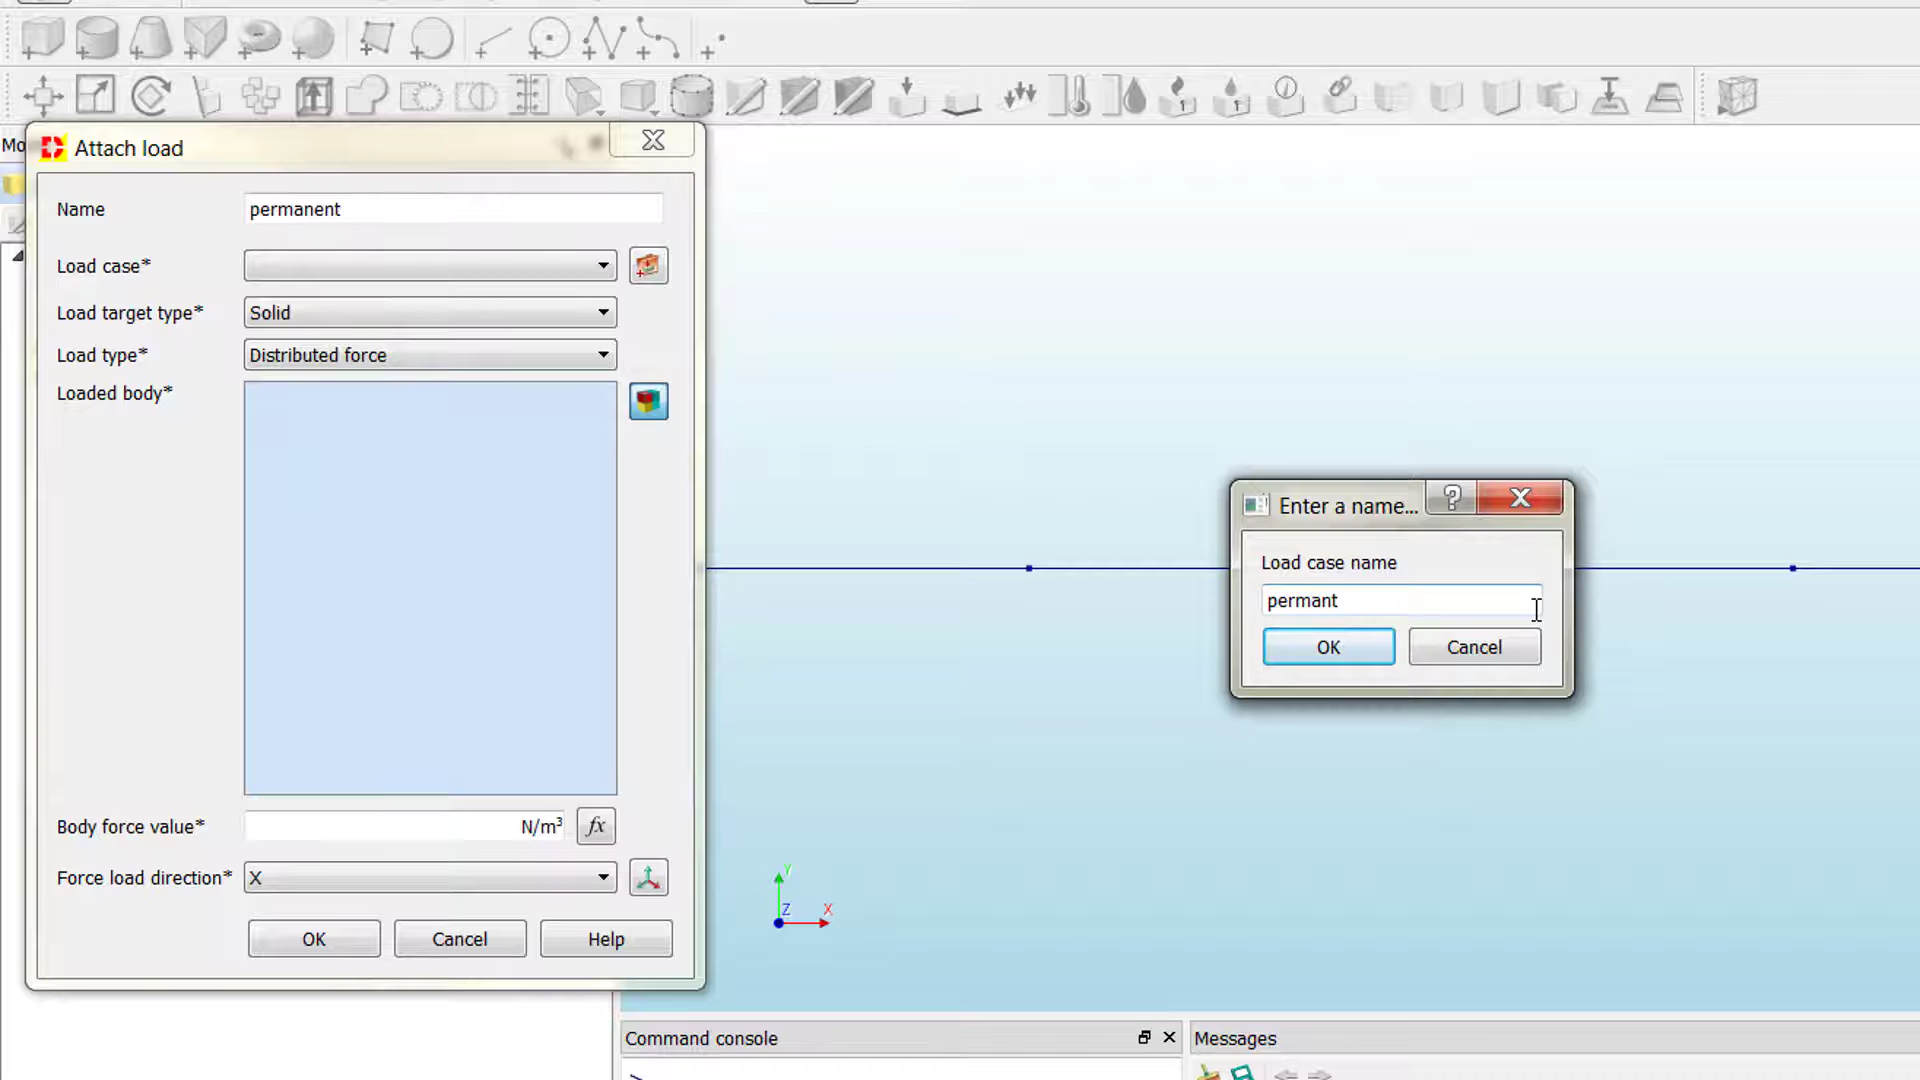 Mo
Attach load
Name
permanent
Load case*
Load target type*
Solid
Load type*
Distributed force
Loaded body*
Body force value*
N/m³
fx
Force load direction*
X
OK
Cancel
Help
Enter a name...
?
Load case name
permant
OK
Cancel
Y
Z
X
Command console
Messages
>